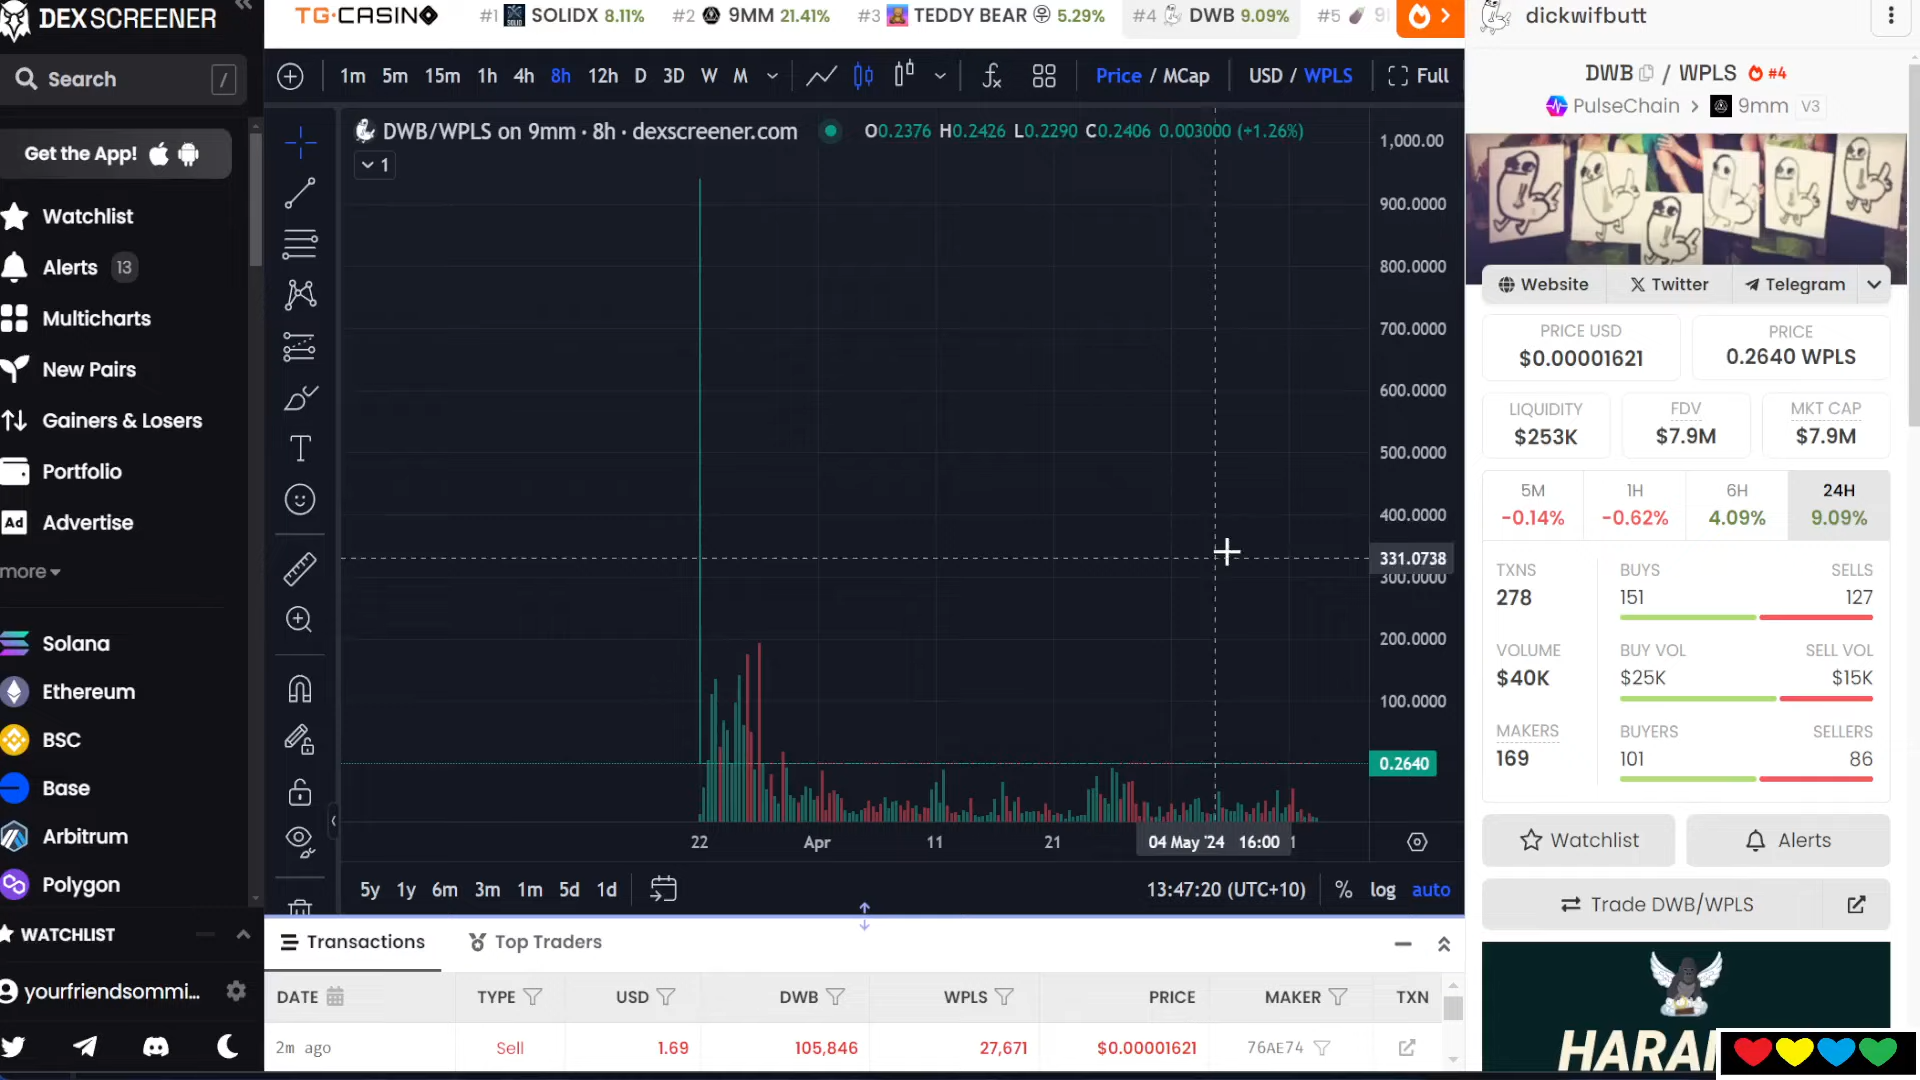 DEX SCREENER
Search /
Get the App!
Watchlist
Alerts 13
Multicharts
New Pairs
Gainers & Losers
Portfolio
Ad Advertise
more
Solana
Ethereum
BSC
Base
Arbitrum
Polygon
WATCHLIST
yourfriendsommi...
TG·CASINO
#1 SOLIDX 8.11%
#2 9MM 21.41%
#3 TEDDY BEAR 5.29%
#4 DWB 9.09%
#5
1m 5m 15m 1h 4h 8h 12h D 3D W M
Price / MCap
USD / WPLS
Full
DWB/WPLS on 9mm · 8h · dexscreener.com
O0.2376 H0.2426 L0.2290 C0.2406 0.003000 (+1.26%)
1
1,000.00
900.0000
800.0000
700.0000
600.0000
500.0000
400.0000
331.0738
300.0000
200.0000
100.0000
0.2640
22 Apr 11 21 04 May '24 16:00
5y 1y 6m 3m 1m 5d 1d
13:47:20 (UTC+10) % log auto
Transactions
Top Traders
DATE TYPE USD DWB WPLS PRICE MAKER TXN
2m ago Sell 1.69 105,846 27,671 $0.00001621 76AE74
dickwifbutt
DWB / WPLS #4
PulseChain > 9mm V3
Website Twitter Telegram
PRICE USD
$0.00001621
PRICE
0.2640 WPLS
LIQUIDITY
$253K
FDV
$7.9M
MKT CAP
$7.9M
5M 1H 6H 24H
-0.14% -0.62% 4.09% 9.09%
TXNS
278
BUYS SELLS
151 127
VOLUME
$40K
BUY VOL SELL VOL
$25K $15K
MAKERS
169
BUYERS SELLERS
101 86
Watchlist
Alerts
Trade DWB/WPLS